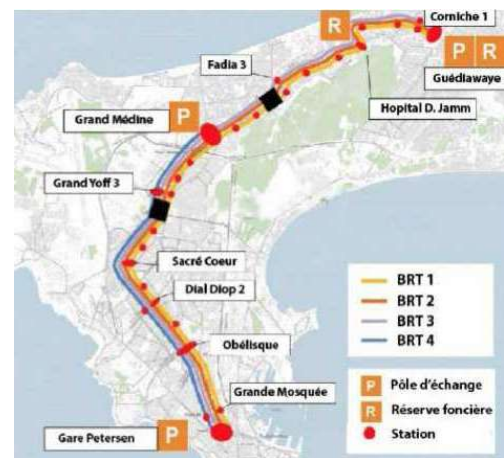 Corniche 1
R
Fadia 3
P R
Guédiawaye
Hopital D. Jamm
Grand Médine
P
Grand Yoff 3
Sacré Coeur
Dial Diop 2
Obélisque
Grande Mosquée
Gare Petersen
P
BRT 1
BRT 2
BRT 3
BRT 4
P Pôle d'échange
R Réserve foncière
Station